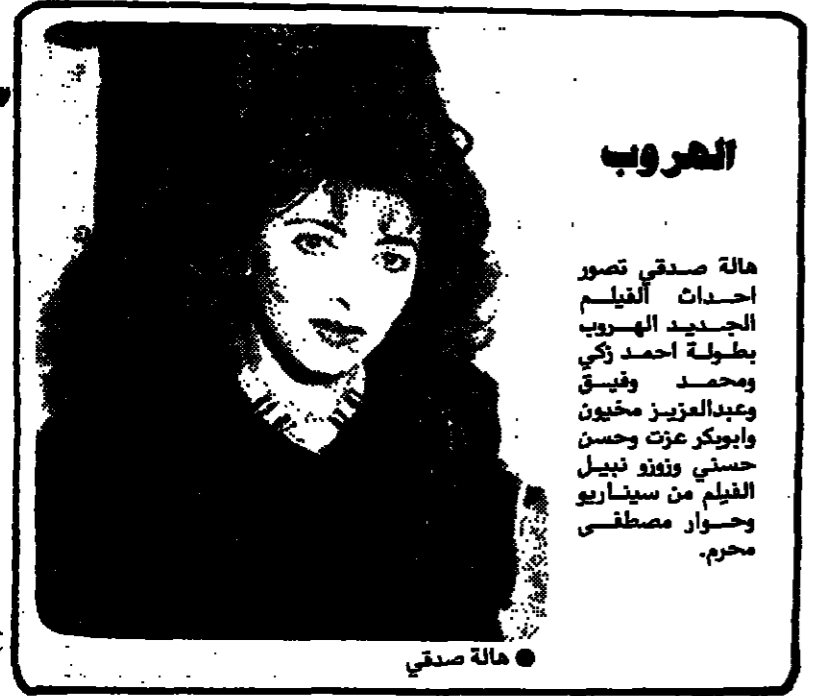 الهروب
هالة صدقي تصور
احداث الفيلم
الجديد الهروب
بطولة احمد زكي
ومحمد وفيق
وعبدالعزيز مخيون
وابوبكر عزت وحسن
حسني وزوزو نبيل
الفيلم من سيناريو
وحوار مصطفى
محرم.
● هالة صدقي